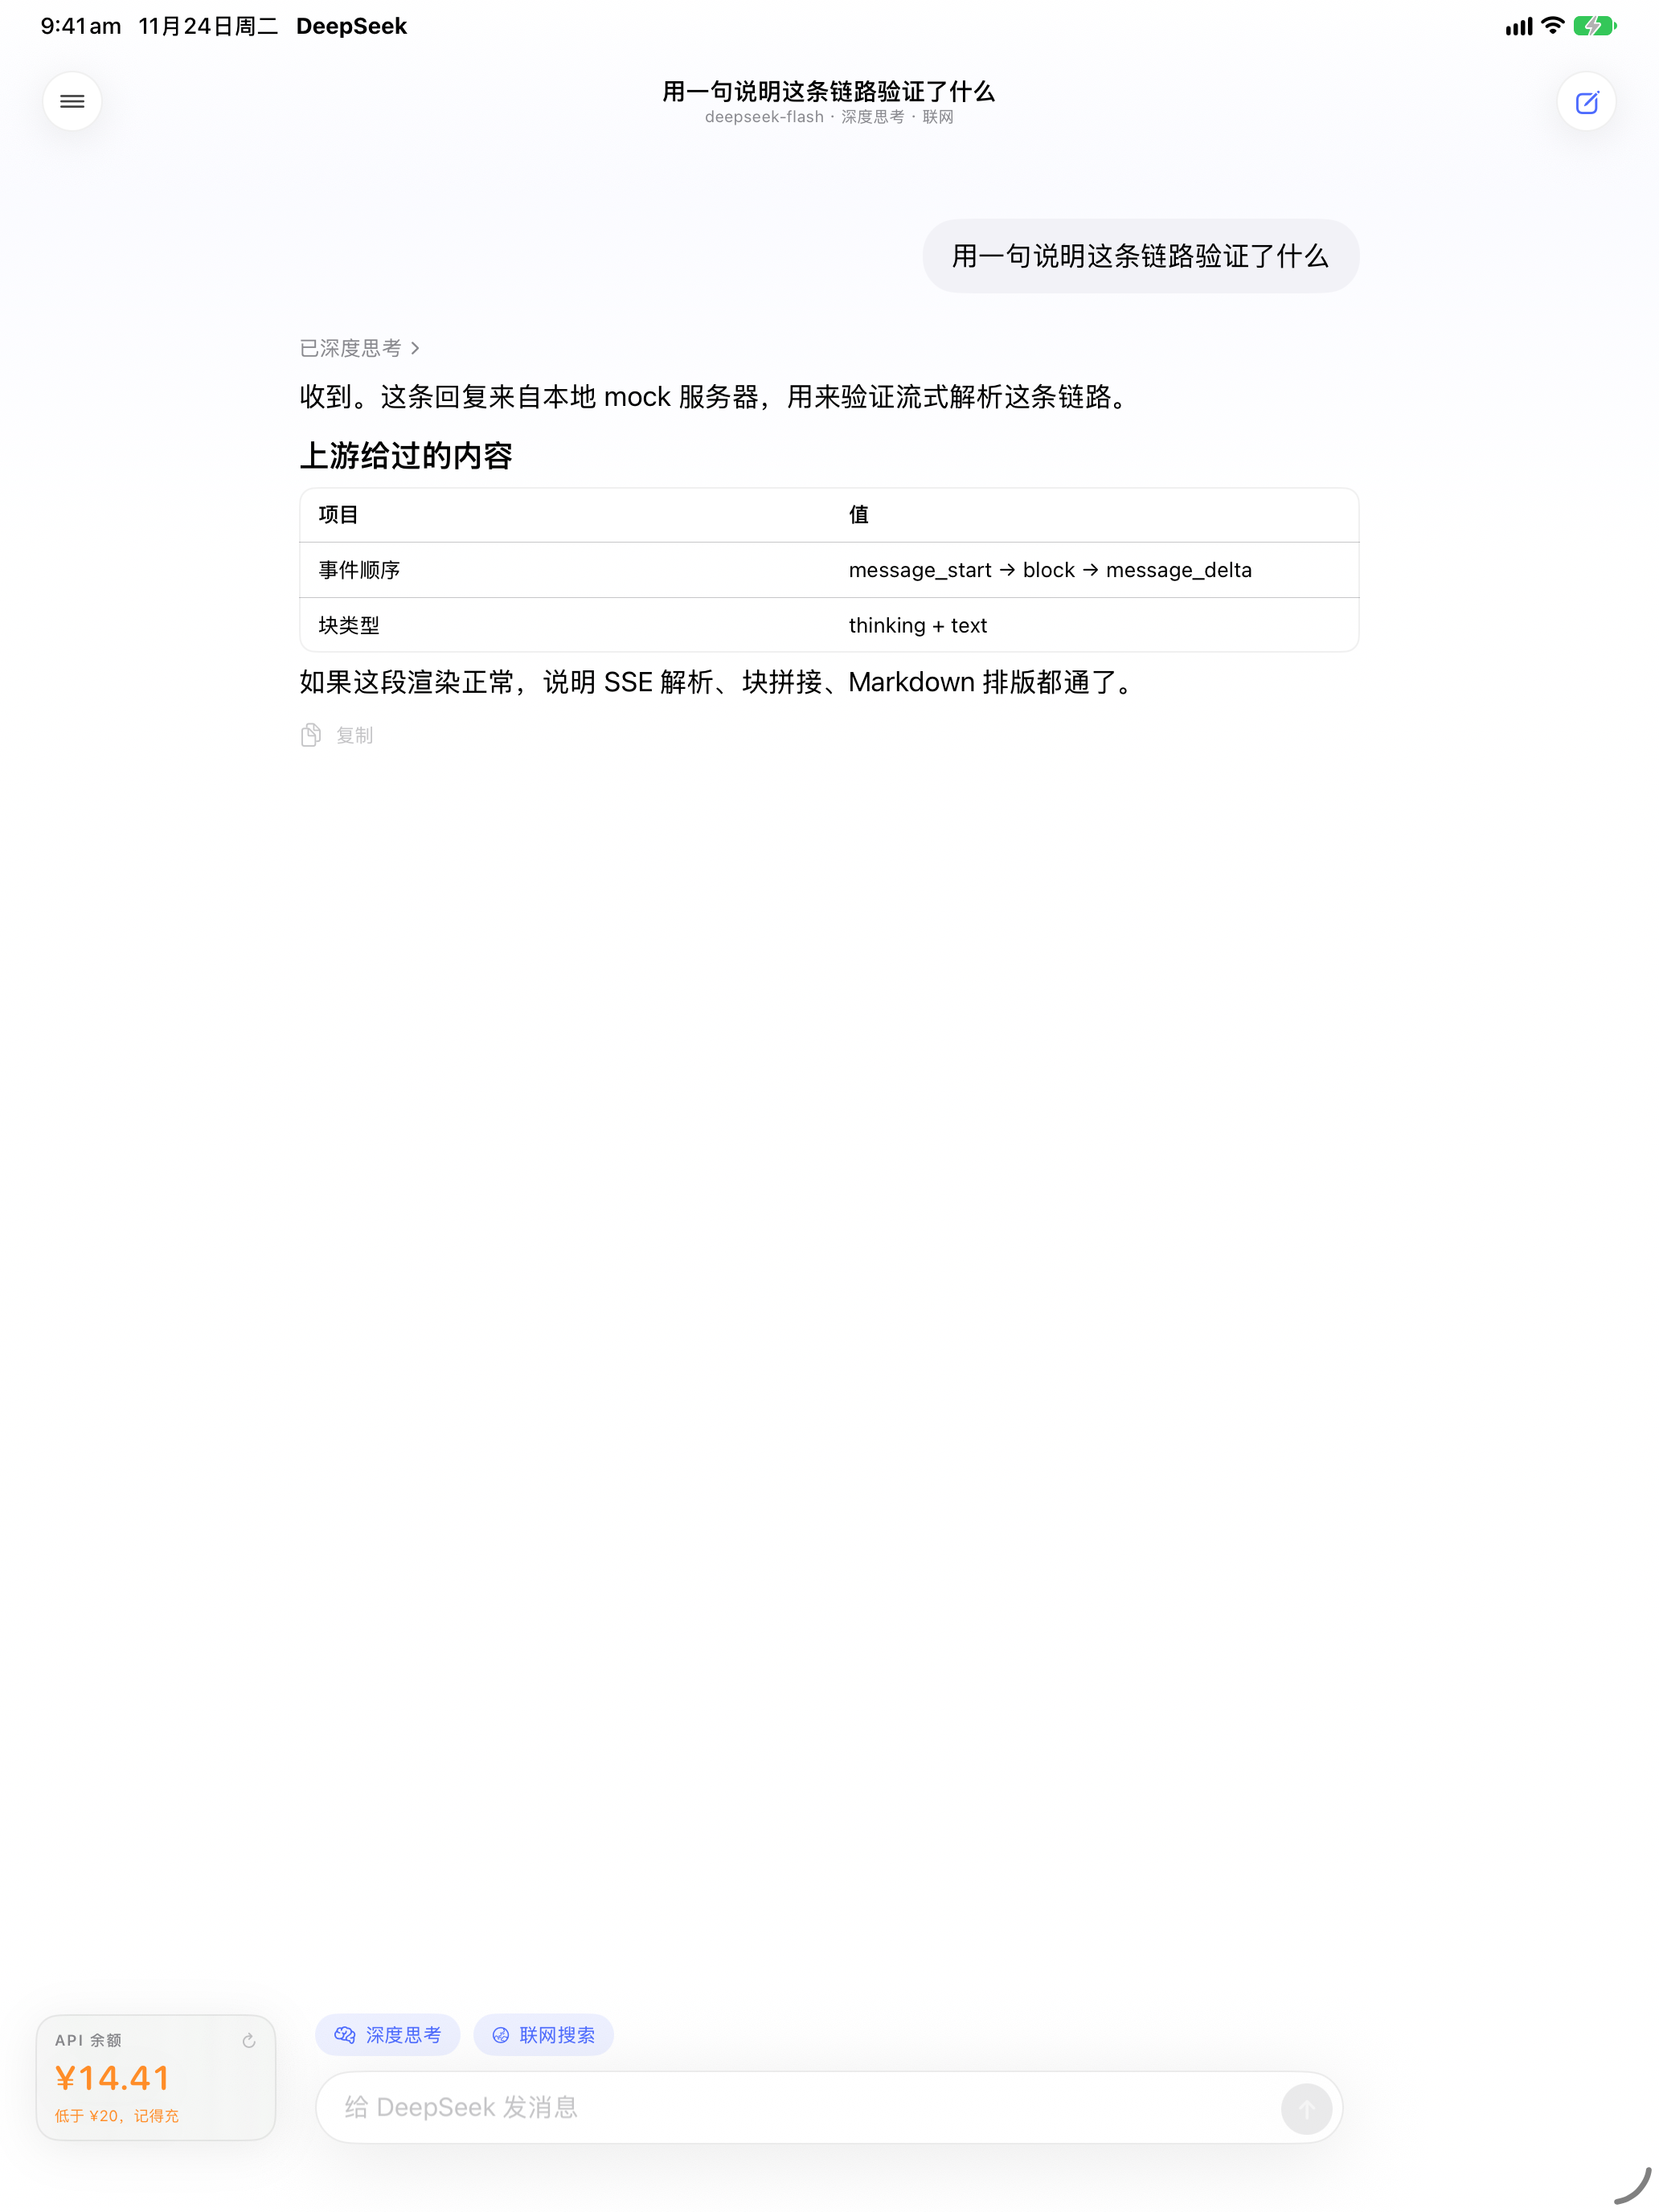 9:41 am 11月24日周二 DeepSeek
用一句说明这条链路验证了什么
deepseek-flash · 深度思考 · 联网
用一句说明这条链路验证了什么
已深度思考
收到。这条回复来自本地 mock 服务器，用来验证流式解析这条链路。
上游给过的内容
项目 值
事件顺序 message_start → block → message_delta
块类型 thinking + text
如果这段渲染正常，说明 SSE 解析、块拼接、Markdown 排版都通了。
复制
API 余额
¥14.41
低于 ¥20，记得充
深度思考 联网搜索
给 DeepSeek 发消息